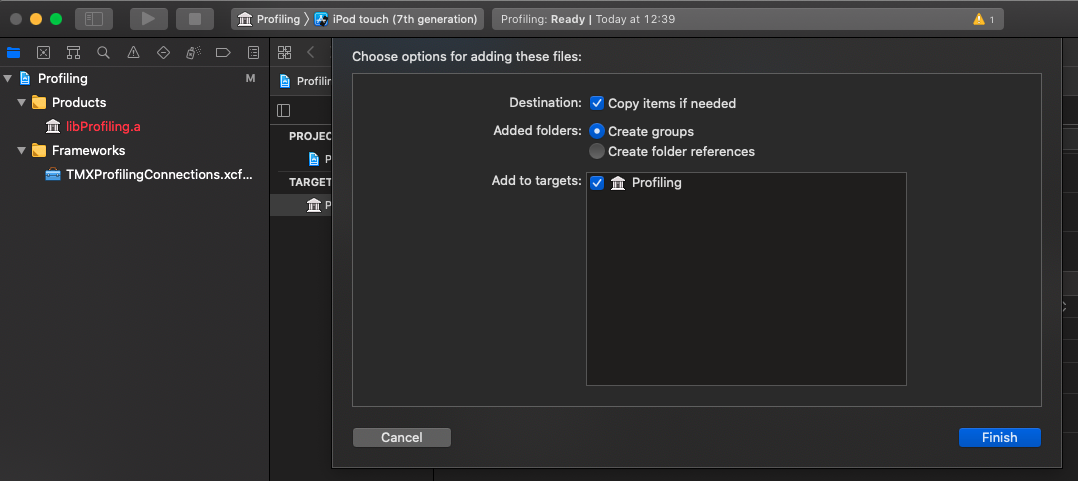 Profiling 〉 iPod touch (7th generation)
Profiling: Ready | Today at 12:39
1
Choose options for adding these files:
Profiling
M
Products
libProfiling.a
Frameworks
TMXProfilingConnections.xcf...
Profilin
PROJEC
P
TARGET
P
Destination:
Copy items if needed
Added folders:
Create groups
Create folder references
Add to targets:
Profiling
Cancel
Finish